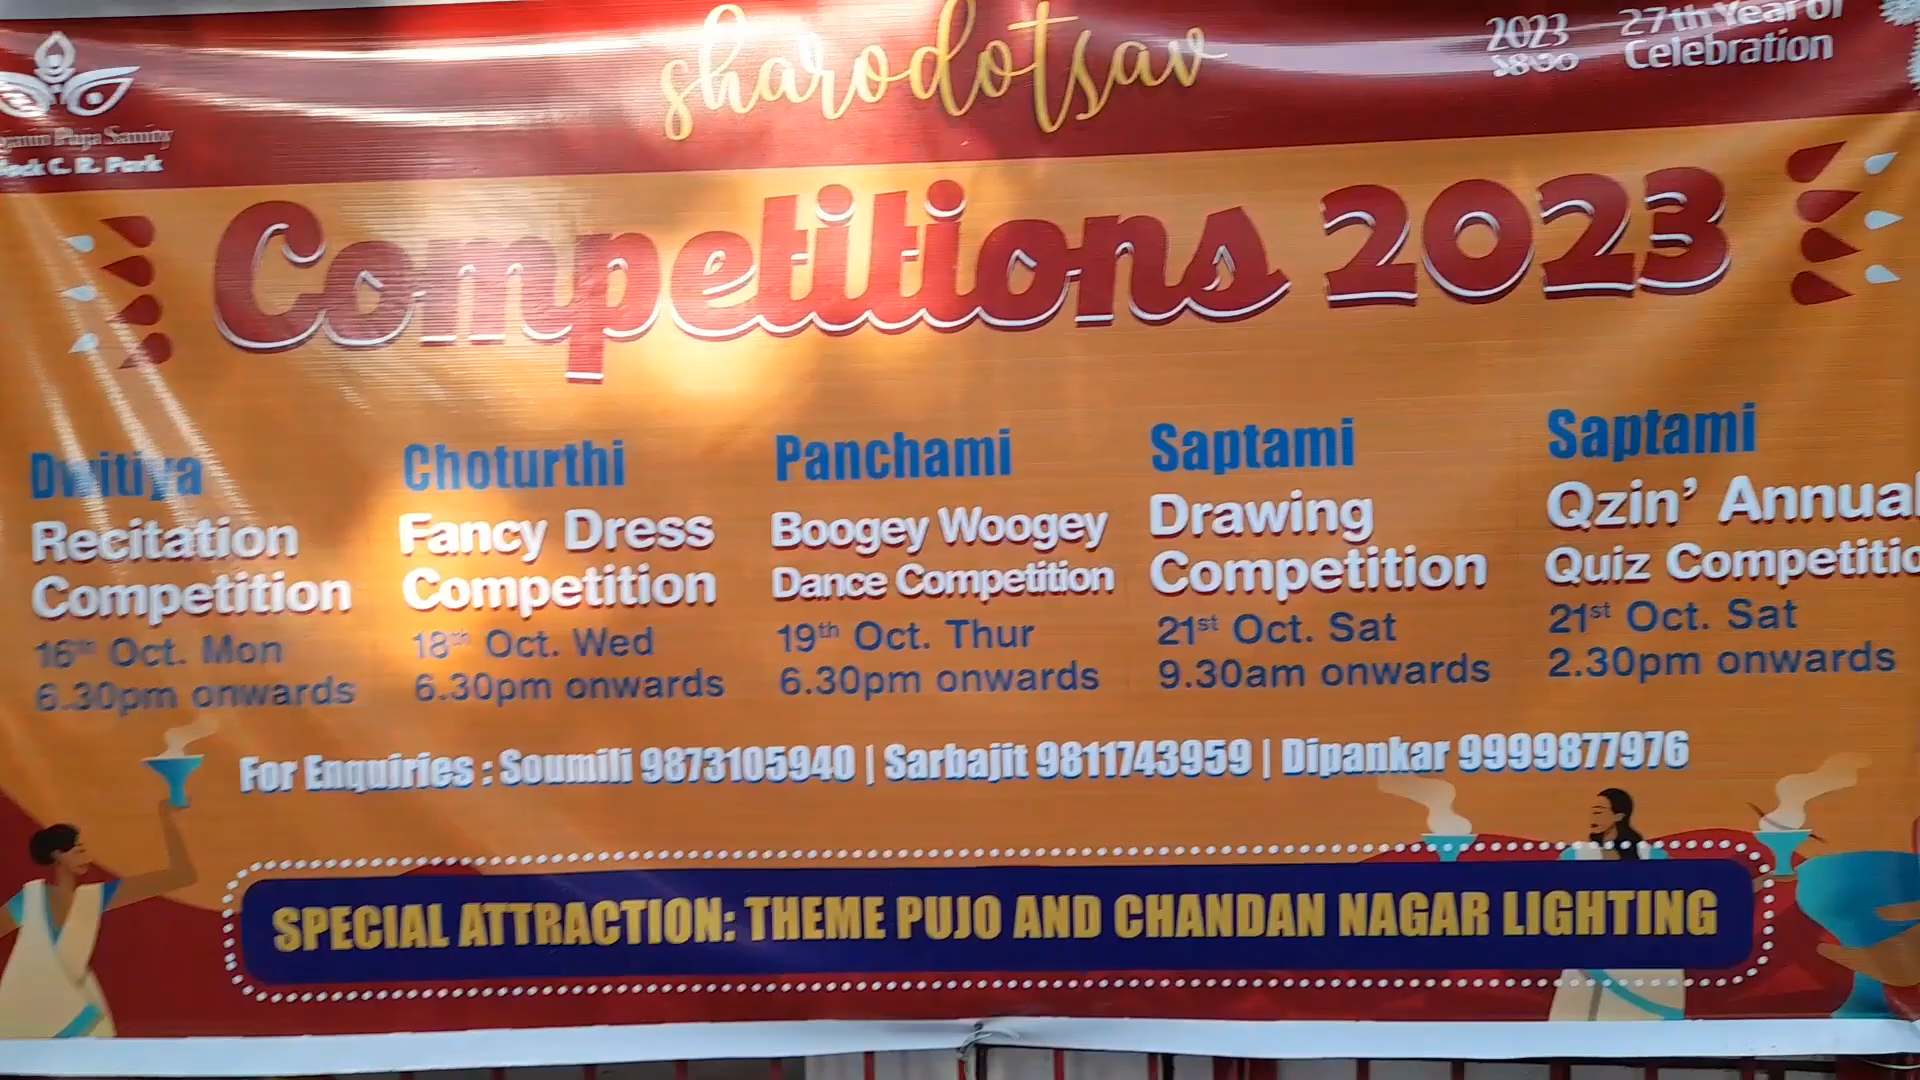 sharodotsav
2023
27th Year of
Celebration
Puja Samity
C. R. Park
Competitions 2023
Dwitiya
Recitation
Competition
16th Oct. Mon
6.30pm onwards
Choturthi
Fancy Dress
Competition
18th Oct. Wed
6.30pm onwards
Panchami
Boogey Woogey
Dance Competition
19th Oct. Thur
6.30pm onwards
Saptami
Drawing
Competition
21st Oct. Sat
9.30am onwards
Saptami
Qzin' Annual
Quiz Competitio
21st Oct. Sat
2.30pm onwards
For Enquiries : Soumili 9873105940 | Sarbajit 9811743959 | Dipankar 9999877976
SPECIAL ATTRACTION: THEME PUJO AND CHANDAN NAGAR LIGHTING